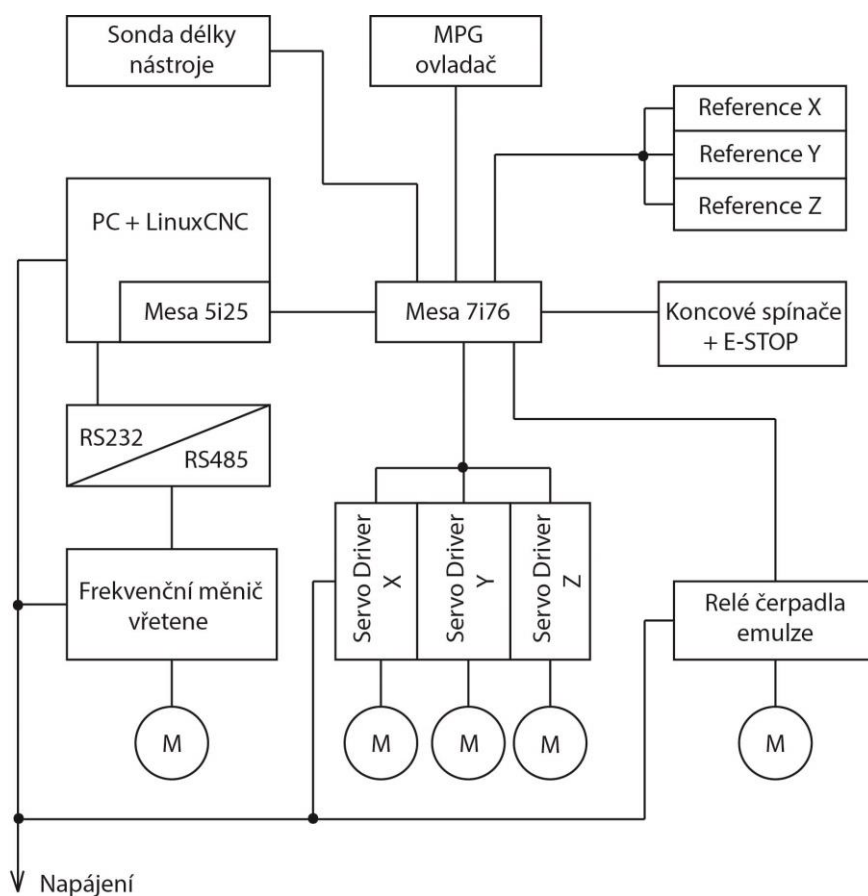 Sonda délky
nástroje
MPG
ovladač
Reference X
Reference Y
Reference Z
PC + LinuxCNC
Mesa 5i25
Mesa 7i76
Koncové spínače
+ E-STOP
RS232
RS485
Frekvenční měnič
vřetene
Servo Driver
X
Servo Driver
Y
Servo Driver
Z
Relé čerpadla
emulze
M
M
M
M
M
Napájení